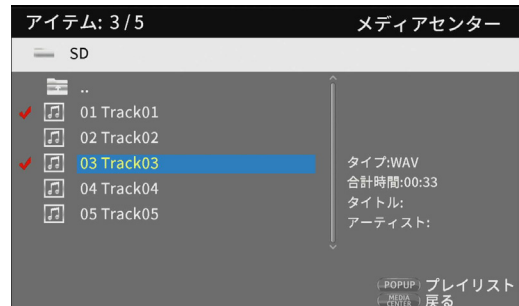 アイテム: 3/5
メディアセンター
SD
..
01 Track01
02 Track02
03 Track03
04 Track04
05 Track05
タイプ:WAV
合計時間:00:33
タイトル:
アーティスト:
POPUP プレイリスト
MEDIA CENTER 戻る